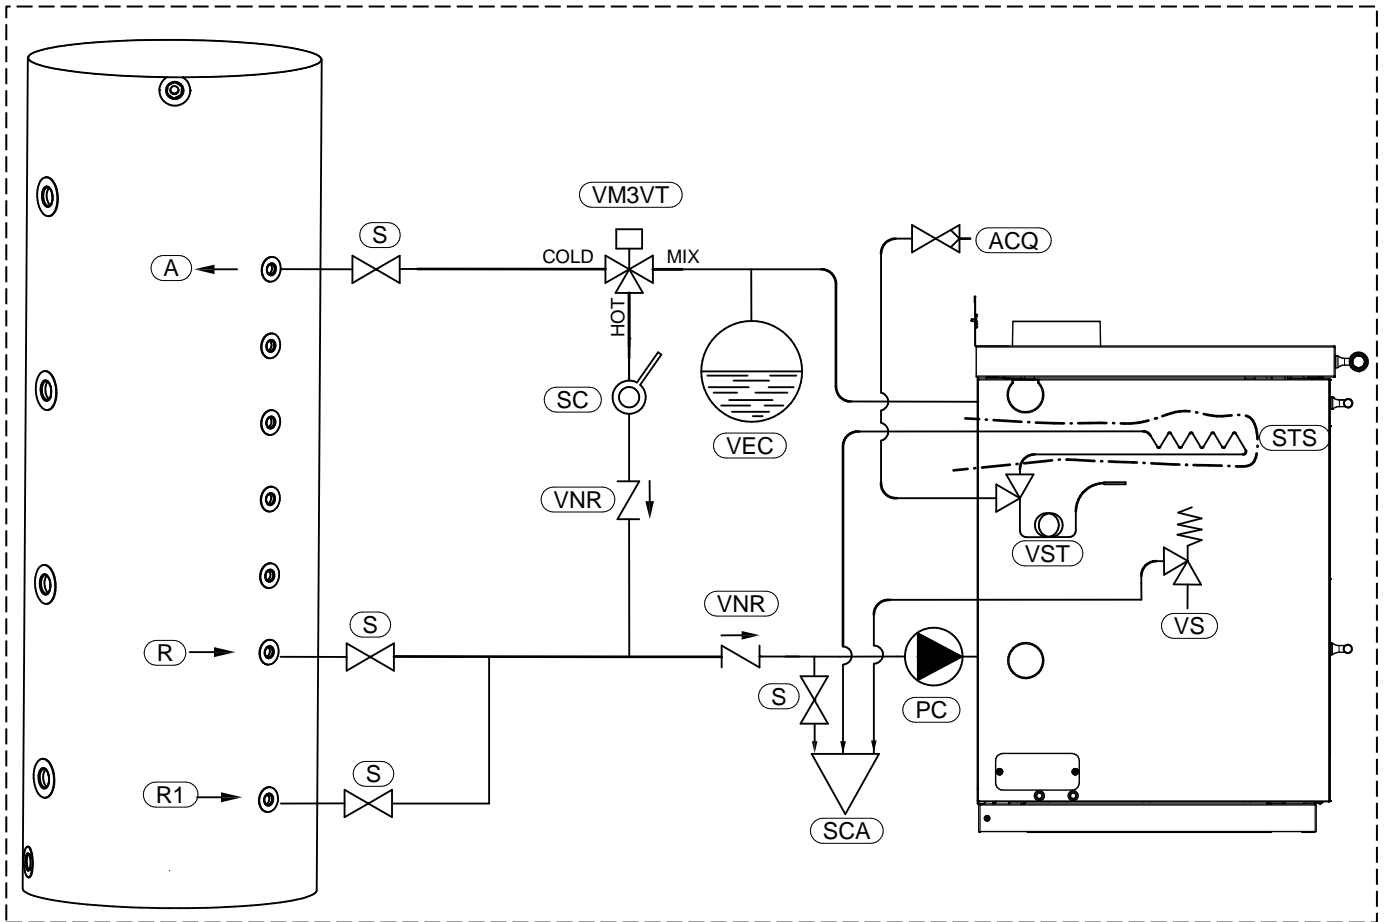 VM3VT
S
ACQ
A
COLD
MIX
HOT
SC
VEC
STS
VNR
VST
VNR
S
VS
R
S
PC
S
R1
SCA